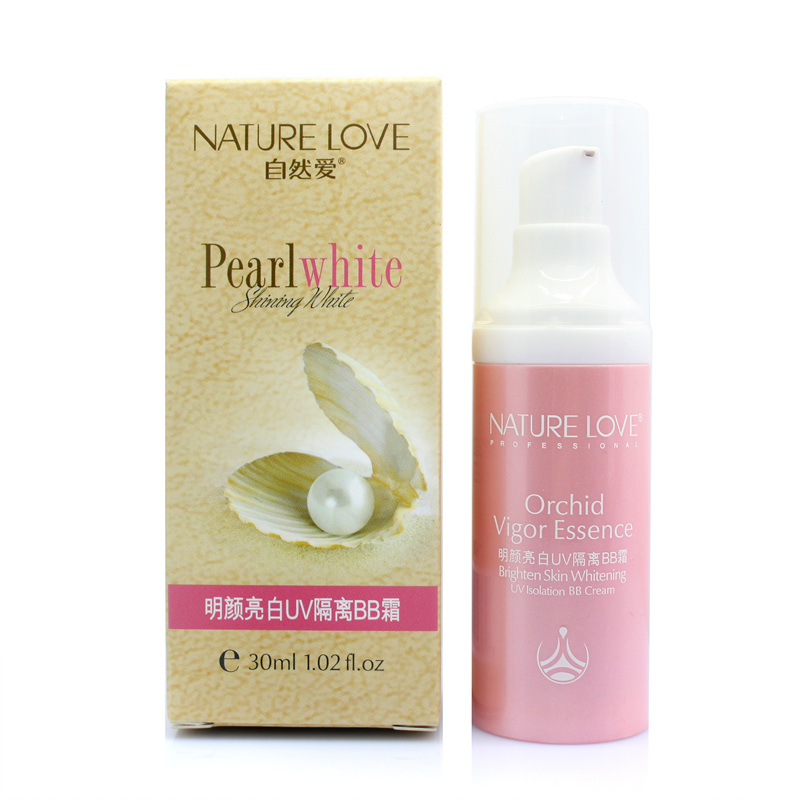 NATURE LOVE
自然爱®
Pearlwhite
Shining White
明颜亮白UV隔离BB霜
e 30ml 1.02 fl.oz
NATURE LOVE®
PROFESSIONAL
Orchid
Vigor Essence
明颜亮白UV隔离BB霜
Brighten Skin Whitening
UV Isolation BB Cream